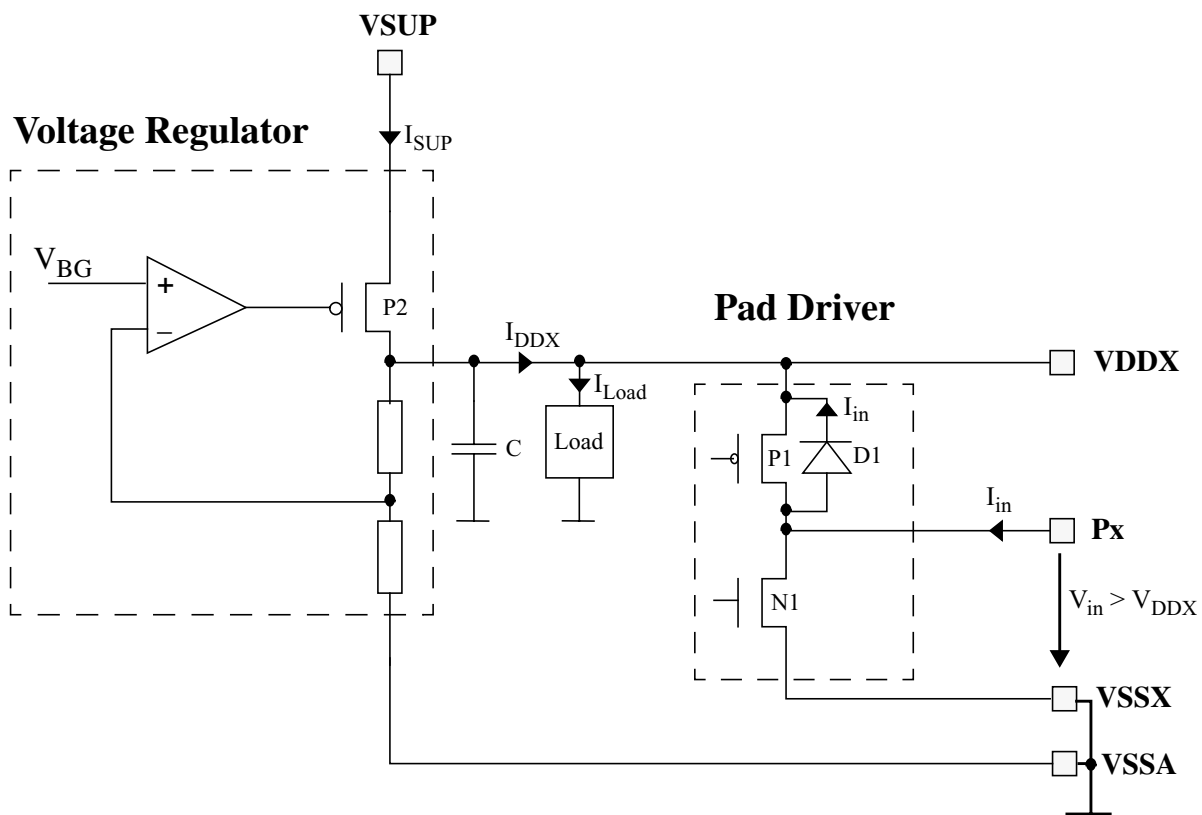 VSUP
Voltage Regulator
I_SUP
V_BG
+
−
P2
Pad Driver
I_DDX
VDDX
I_Load
I_in
C
Load
P1
D1
I_in
Px
N1
V_in > V_DDX
VSSX
VSSA